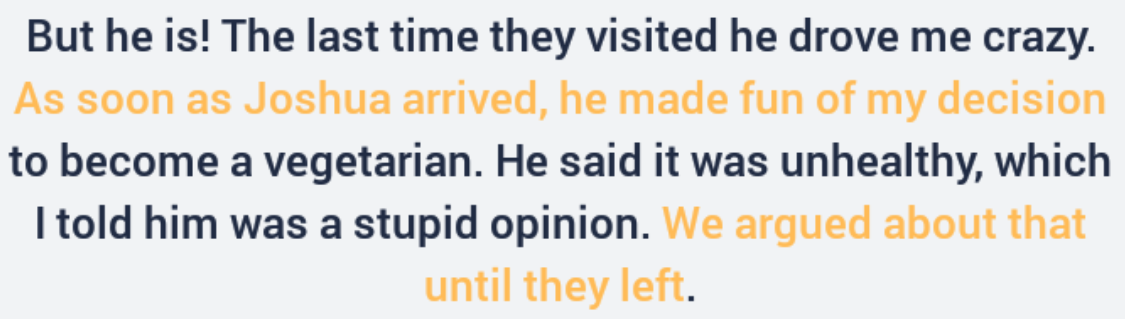 But he is! The last time they visited he drove me crazy.
As soon as Joshua arrived, he made fun of my decision
to become a vegetarian. He said it was unhealthy, which
I told him was a stupid opinion. We argued about that
until they left.